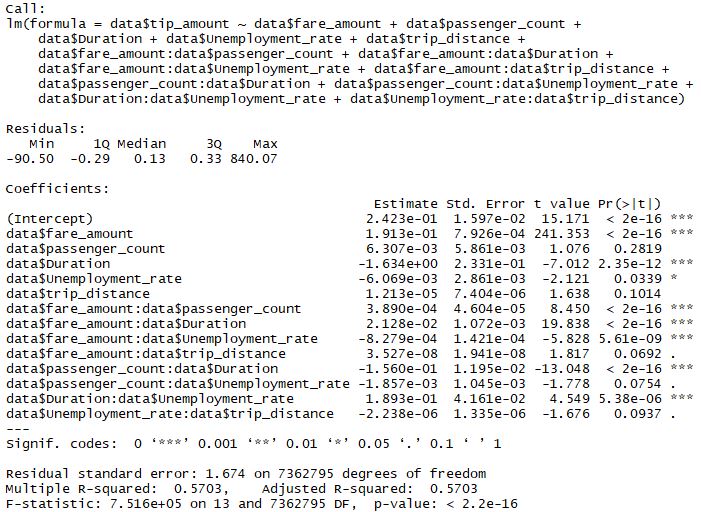 Call:
lm(formula = data$tip_amount ~ data$fare_amount + data$passenger_count +
    data$Duration + data$Unemployment_rate + data$trip_distance +
    data$fare_amount:data$passenger_count + data$fare_amount:data$Duration +
    data$fare_amount:data$Unemployment_rate + data$fare_amount:data$trip_distance +
    data$passenger_count:data$Duration + data$passenger_count:data$Unemployment_rate +
    data$Duration:data$Unemployment_rate + data$Unemployment_rate:data$trip_distance)

Residuals:
   Min     1Q Median     3Q    Max
-90.50  -0.29   0.13   0.33 840.07

Coefficients:
                                              Estimate Std. Error t value Pr(>|t|)
(Intercept)                                  2.423e-01  1.597e-02  15.171  < 2e-16 ***
data$fare_amount                             1.913e-01  7.926e-04 241.353  < 2e-16 ***
data$passenger_count                         6.307e-03  5.861e-03   1.076   0.2819
data$Duration                               -1.634e+00  2.331e-01  -7.012 2.35e-12 ***
data$Unemployment_rate                      -6.069e-03  2.861e-03  -2.121   0.0339 *
data$trip_distance                           1.213e-05  7.404e-06   1.638   0.1014
data$fare_amount:data$passenger_count        3.890e-04  4.604e-05   8.450  < 2e-16 ***
data$fare_amount:data$Duration               2.128e-02  1.072e-03  19.838  < 2e-16 ***
data$fare_amount:data$Unemployment_rate     -8.279e-04  1.421e-04  -5.828 5.61e-09 ***
data$fare_amount:data$trip_distance          3.527e-08  1.941e-08   1.817   0.0692 .
data$passenger_count:data$Duration          -1.560e-01  1.195e-02 -13.048  < 2e-16 ***
data$passenger_count:data$Unemployment_rate -1.857e-03  1.045e-03  -1.778   0.0754 .
data$Duration:data$Unemployment_rate         1.893e-01  4.161e-02   4.549 5.38e-06 ***
data$Unemployment_rate:data$trip_distance   -2.238e-06  1.335e-06  -1.676   0.0937 .
---
Signif. codes:  0 ‘***’ 0.001 ‘**’ 0.01 ‘*’ 0.05 ‘.’ 0.1 ‘ ’ 1

Residual standard error: 1.674 on 7362795 degrees of freedom
Multiple R-squared:  0.5703,    Adjusted R-squared:  0.5703
F-statistic: 7.516e+05 on 13 and 7362795 DF,  p-value: < 2.2e-16